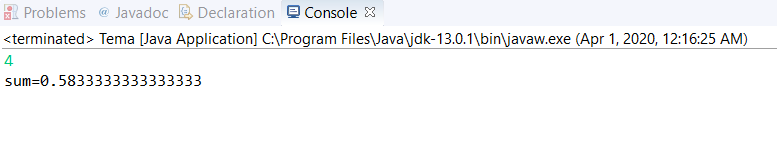 Problems @ Javadoc Declaration Console
<terminated> Tema [Java Application] C:\Program Files\Java\jdk-13.0.1\bin\javaw.exe (Apr 1, 2020, 12:16:25 AM)
4
sum=0.5833333333333333